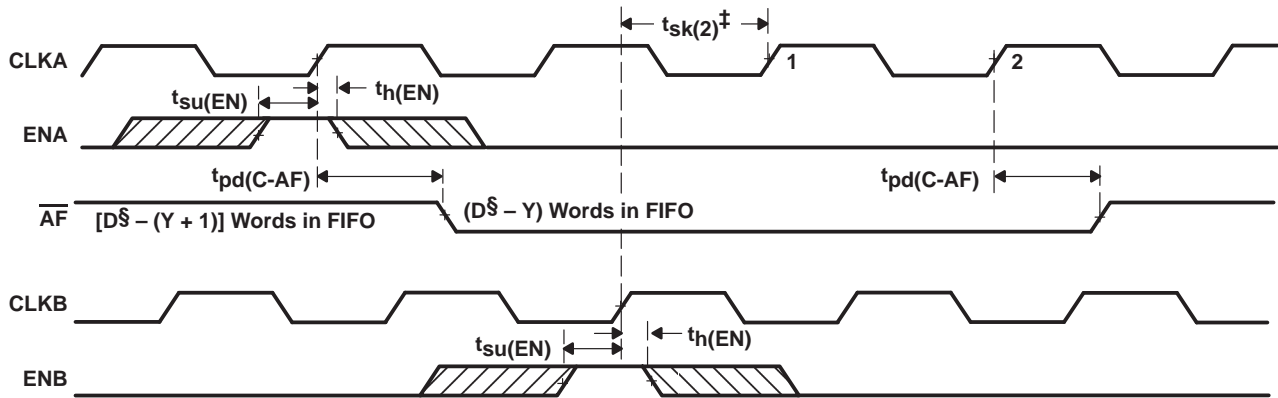 tsk(2)‡
CLKA
1
2
tsu(EN)
th(EN)
ENA
tpd(C-AF)
tpd(C-AF)
AF
[D§ – (Y + 1)] Words in FIFO
(D§ – Y) Words in FIFO
CLKB
tsu(EN)
th(EN)
ENB